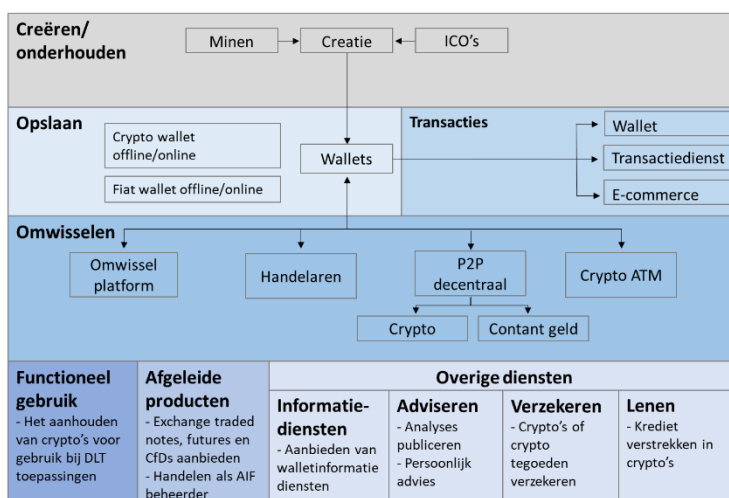 Creëren/
onderhouden
Minen
Creatie
ICO's
Opslaan
Crypto wallet
offline/online
Fiat wallet offline/online
Wallets
Transacties
Wallet
Transactiedienst
E-commerce
Omwisselen
Omwissel
platform
Handelaren
P2P
decentraal
Crypto ATM
Crypto
Contant geld
Functioneel
gebruik
- Het aanhouden
van crypto's voor
gebruik bij DLT
toepassingen
Afgeleide
producten
- Exchange traded
notes, futures en
CfDs aanbieden
- Handelen als AIF
beheerder
Overige diensten
Informatie-
diensten
- Aanbieden van
walletinformatie
diensten
Adviseren
- Analyses
publiceren
- Persoonlijk
advies
Verzekeren
- Crypto's of
crypto
tegoeden
verzekeren
Lenen
- Krediet
verstrekken in
crypto's